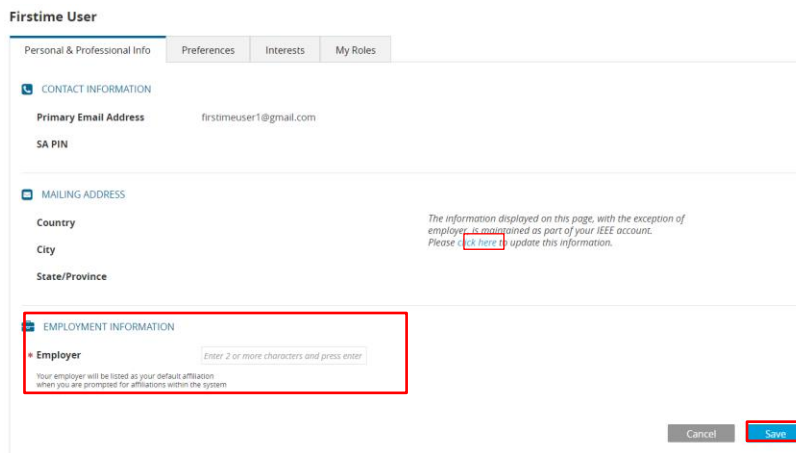 Firstime User
Personal & Professional Info Preferences Interests My Roles
CONTACT INFORMATION
Primary Email Address firstimeuser1@gmail.com
SA PIN
MAILING ADDRESS
Country
City
State/Province
The information displayed on this page, with the exception of
employer, is maintained as part of your IEEE account.
Please click here to update this information.
EMPLOYMENT INFORMATION
* Employer Enter 2 or more characters and press enter
Your employer will be listed as your default affiliation
when you are prompted for affiliations within the system
Cancel Save